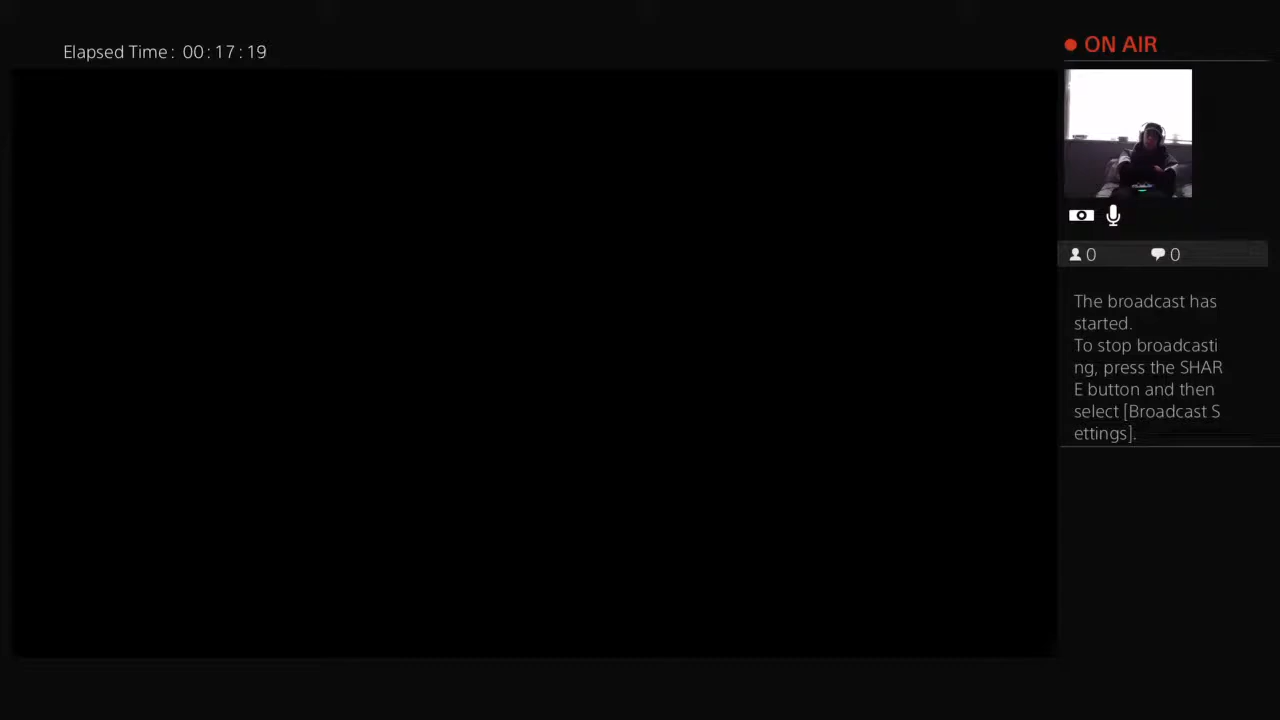 Elapsed Time: 00:17:19
ON AIR
0 0
The broadcast has
started.
To stop broadcasti
ng, press the SHAR
E button and then
select [Broadcast S
ettings].